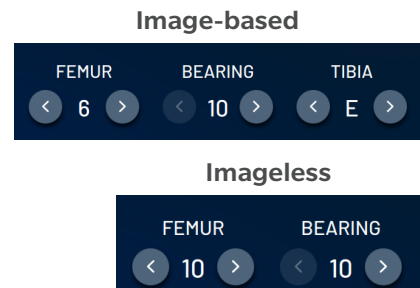 Image-based
FEMUR BEARING TIBIA
< 6 > < 10 > < E >
Imageless
FEMUR BEARING
< 10 > < 10 >